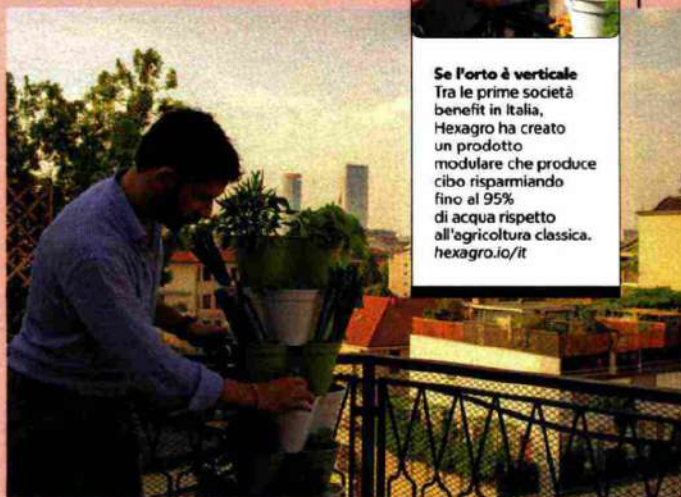 Se l'orto è verticale
Tra le prime società
benefit in Italia,
Hexagro ha creato
un prodotto
modulare che produce
cibo risparmiando
fino al 95%
di acqua rispetto
all'agricoltura classica.
hexagro.io/it